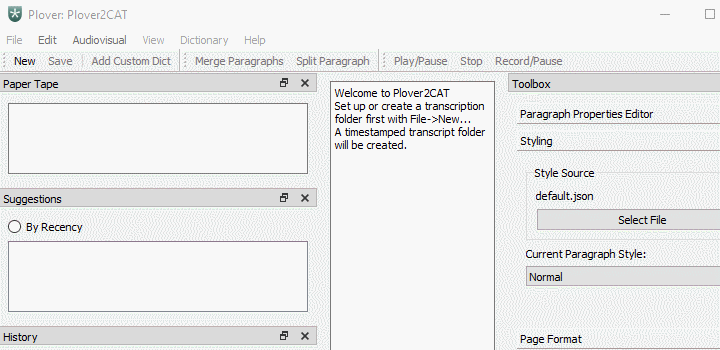 Plover: Plover2CAT
File Edit Audiovisual View Dictionary Help
New Save Add Custom Dict Merge Paragraphs Split Paragraph Play/Pause Stop Record/Pause
Paper Tape
Suggestions
By Recency
History
Welcome to Plover2CAT
Set up or create a transcription
folder first with File->New...
A timestamped transcript folder
will be created.
Toolbox
Paragraph Properties Editor
Styling
Style Source
default.json
Select File
Current Paragraph Style:
Normal
Page Format